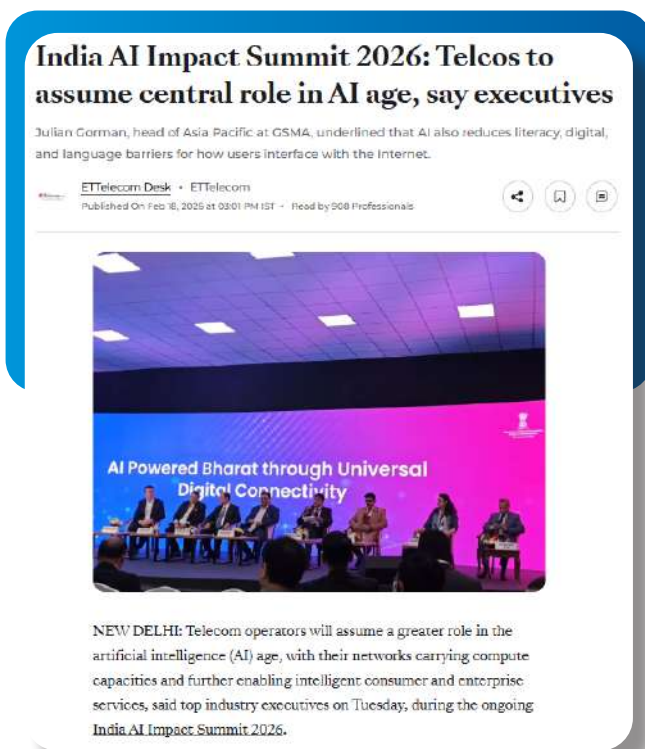 India AI Impact Summit 2026: Telcos to
assume central role in AI age, say executives
Julian Gorman, head of Asia Pacific at GSMA, underlined that AI also reduces literacy, digital,
and language barriers for how users interface with the Internet.
ETTelecom Desk • ETTelecom
Published On Feb 18, 2026 at 03:01 PM IST • Read by 908 Professionals
AI Powered Bharat through Universal
Digital Connectivity
NEW DELHI: Telecom operators will assume a greater role in the
artificial intelligence (AI) age, with their networks carrying compute
capacities and further enabling intelligent consumer and enterprise
services, said top industry executives on Tuesday, during the ongoing
India AI Impact Summit 2026.